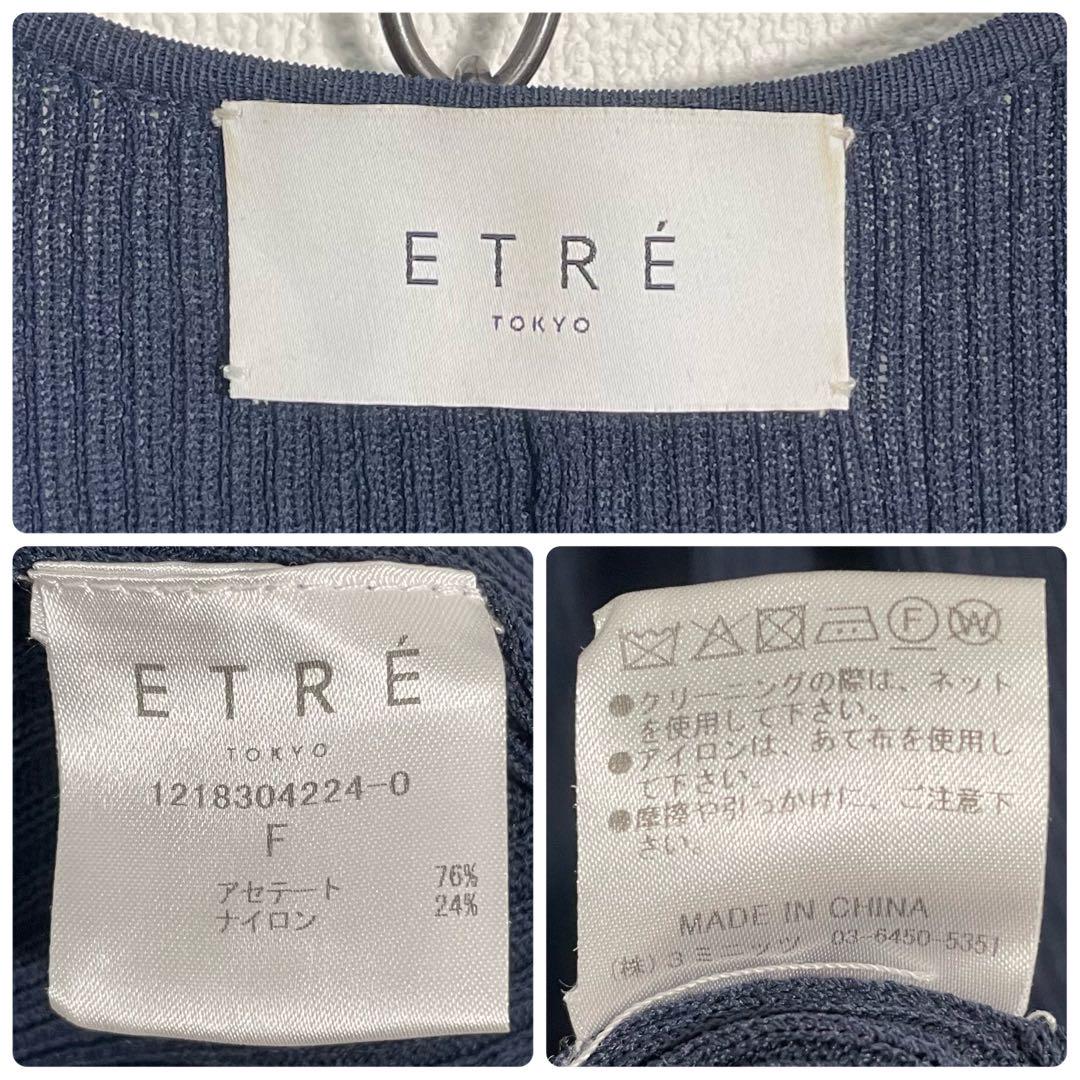 ETRÉ
TOKYO
ETRÉ
TOKYO
1218304224-0
F
アセテート 76%
ナイロン 24%
F W
●クリーニングの際は、ネット
を使用して下さい。
●アイロンは、あて布を使用し
て下さい。
●摩擦や引っかけに、ご注意下
さい。
MADE IN CHINA
(株)3ミニッツ 03-6450-5351